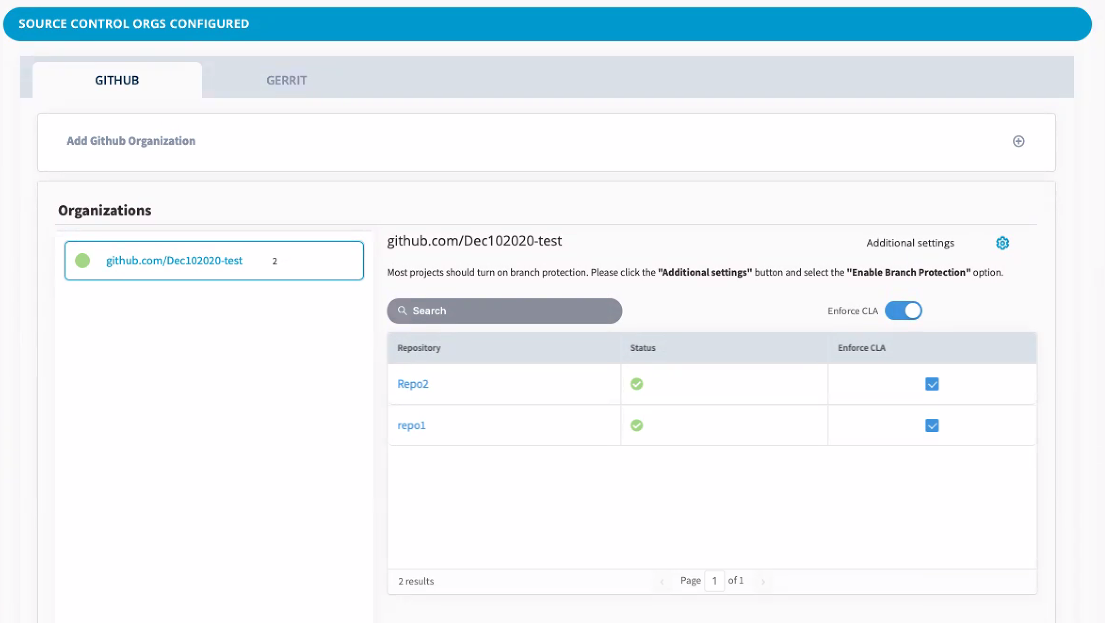 SOURCE CONTROL ORGS CONFIGURED
GITHUB
GERRIT
Add Github Organization
Organizations
github.com/Dec102020-test 2
github.com/Dec102020-test
Additional settings
Most projects should turn on branch protection. Please click the "Additional settings" button and select the "Enable Branch Protection" option.
Search
Enforce CLA
Repository Status Enforce CLA
Repo2
repo1
2 results
Page 1 of 1